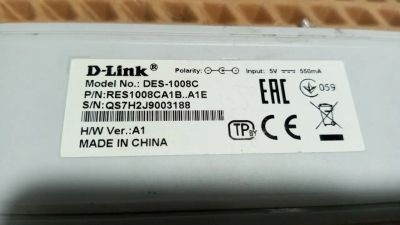 D-Link
Polarity: Input: 5V 550mA
Model No.: DES-1008C
P/N:RES1008CA1B..A1E
S/N:QS7H2J9003188
EAC
059
H/W Ver.:A1
TP BY
CE
MADE IN CHINA